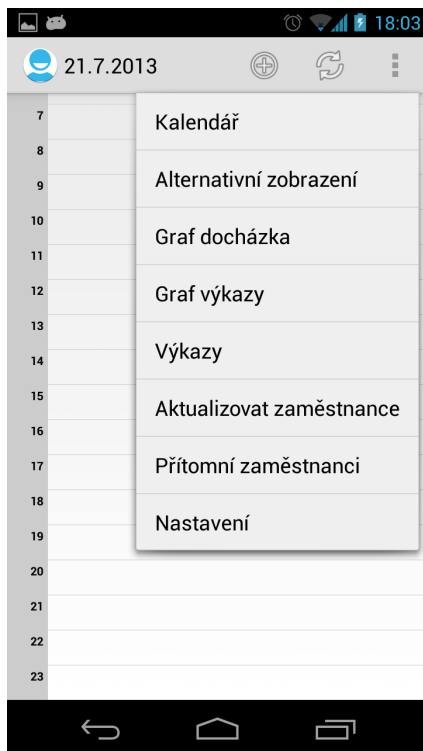 18:03
21.7.2013
7
Kalendář
8
9
Alternativní zobrazení
10
Graf docházka
11
12
Graf výkazy
13
14
Výkazy
15
Aktualizovat zaměstnance
16
17
Přítomní zaměstnanci
18
Nastavení
19
20
21
22
23